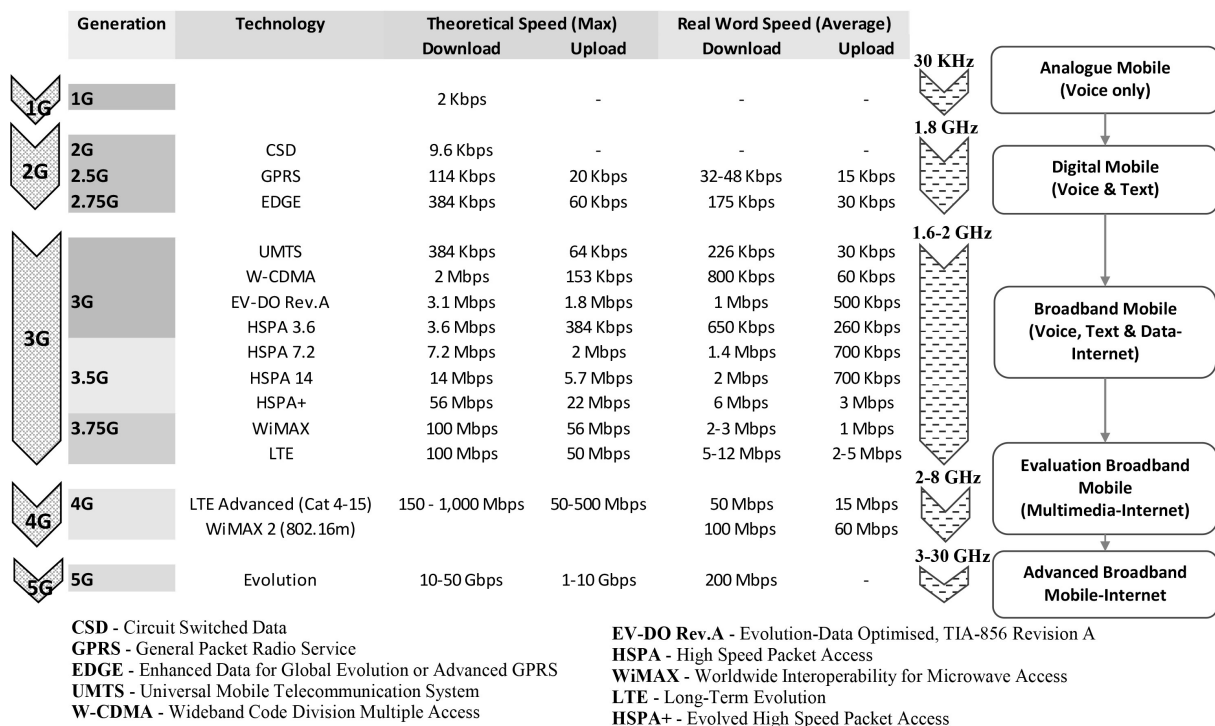 Generation Technology Theoretical Speed (Max) Real Word Speed (Average)
Download Upload Download Upload
1G 1G 2 Kbps - - - 30 KHz
2G 2G CSD 9.6 Kbps - - - 1.8 GHz
2.5G GPRS 114 Kbps 20 Kbps 32-48 Kbps 15 Kbps
2.75G EDGE 384 Kbps 60 Kbps 175 Kbps 30 Kbps
3G UMTS 384 Kbps 64 Kbps 226 Kbps 30 Kbps 1.6-2 GHz
W-CDMA 2 Mbps 153 Kbps 800 Kbps 60 Kbps
3G EV-DO Rev.A 3.1 Mbps 1.8 Mbps 1 Mbps 500 Kbps
HSPA 3.6 3.6 Mbps 384 Kbps 650 Kbps 260 Kbps
HSPA 7.2 7.2 Mbps 2 Mbps 1.4 Mbps 700 Kbps
3.5G HSPA 14 14 Mbps 5.7 Mbps 2 Mbps 700 Kbps
HSPA+ 56 Mbps 22 Mbps 6 Mbps 3 Mbps
3.75G WiMAX 100 Mbps 56 Mbps 2-3 Mbps 1 Mbps
LTE 100 Mbps 50 Mbps 5-12 Mbps 2-5 Mbps
4G 4G LTE Advanced (Cat 4-15) 150 - 1,000 Mbps 50-500 Mbps 50 Mbps 15 Mbps 2-8 GHz
WiMAX 2 (802.16m) 100 Mbps 60 Mbps
5G 5G Evolution 10-50 Gbps 1-10 Gbps 200 Mbps - 3-30 GHz
Analogue Mobile
(Voice only)
Digital Mobile
(Voice & Text)
Broadband Mobile
(Voice, Text & Data-
Internet)
Evaluation Broadband
Mobile
(Multimedia-Internet)
Advanced Broadband
Mobile-Internet
CSD - Circuit Switched Data
GPRS - General Packet Radio Service
EDGE - Enhanced Data for Global Evolution or Advanced GPRS
UMTS - Universal Mobile Telecommunication System
W-CDMA - Wideband Code Division Multiple Access
EV-DO Rev.A - Evolution-Data Optimised, TIA-856 Revision A
HSPA - High Speed Packet Access
WiMAX - Worldwide Interoperability for Microwave Access
LTE - Long-Term Evolution
HSPA+ - Evolved High Speed Packet Access